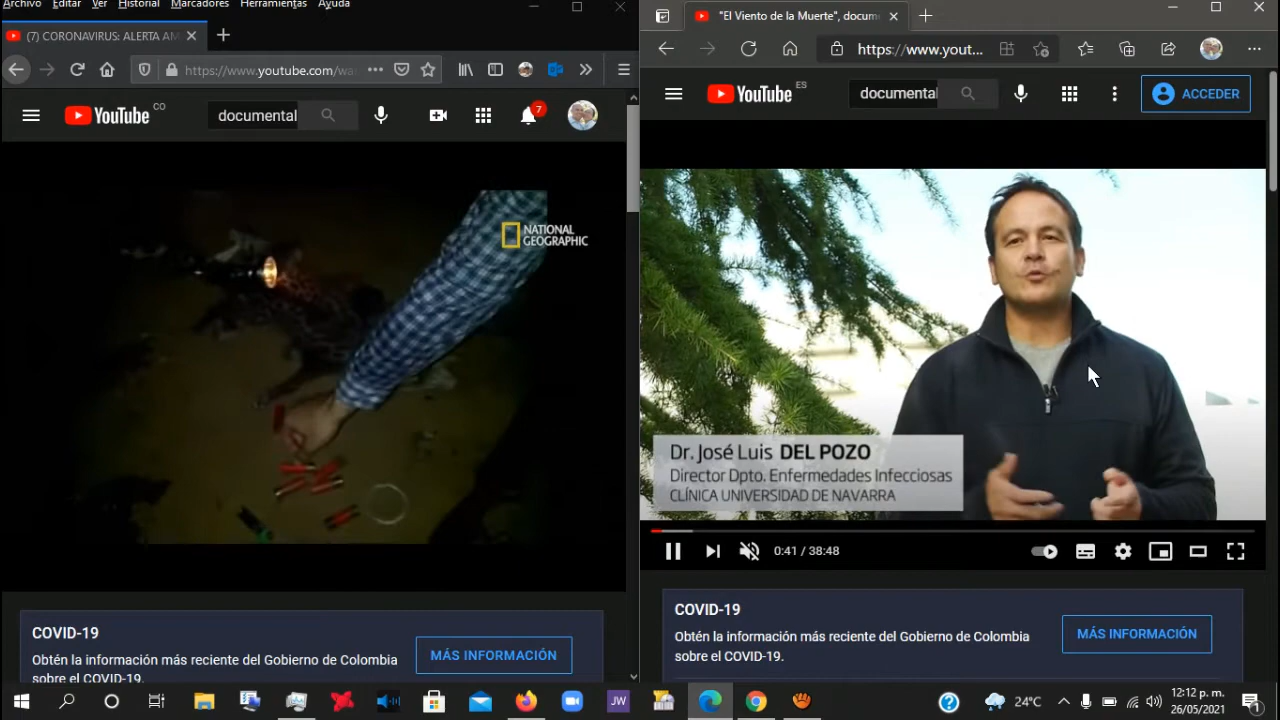 Archivo Editar Ver Historial Marcadores Herramientas Ayuda
(7) CORONAVIRUS: ALERTA AM
https://www.youtube.com/wa
YouTube CO
documental
7
NATIONAL
GEOGRAPHIC
COVID-19
Obtén la información más reciente del Gobierno de Colombia
sobre el COVID-19.
MÁS INFORMACIÓN
"El Viento de la Muerte", docum
https://www.yout...
YouTube ES
documental
ACCEDER
Dr. José Luis DEL POZO
Director Dpto. Enfermedades Infecciosas
CLÍNICA UNIVERSIDAD DE NAVARRA
0:41 / 38:48
COVID-19
Obtén la información más reciente del Gobierno de Colombia
sobre el COVID-19.
MÁS INFORMACIÓN
JW
24°C
12:12 p. m.
26/05/2021
1